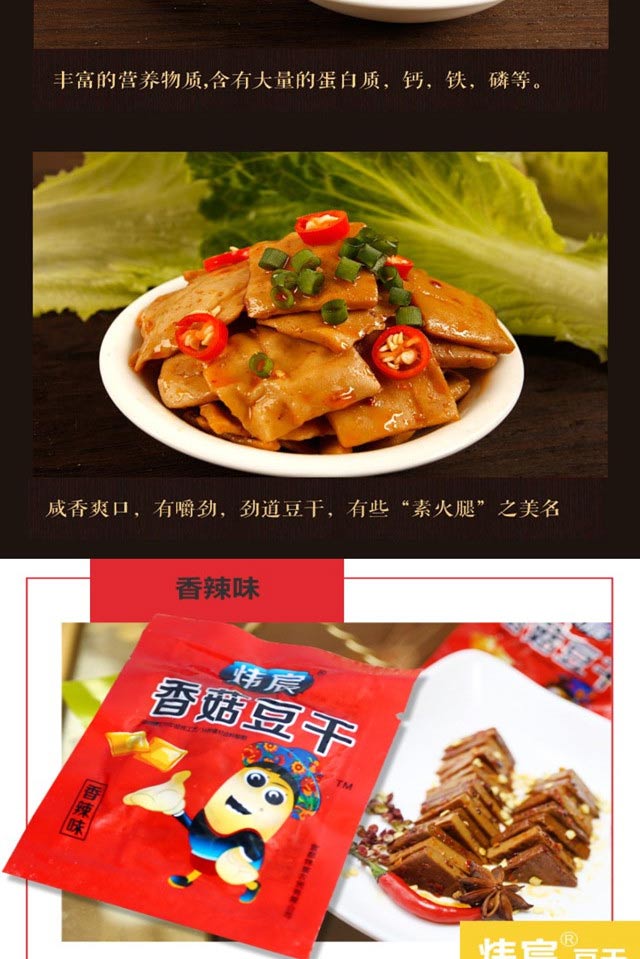 丰富的营养物质,含有大量的蛋白质，钙，铁，磷等。
咸香爽口，有嚼劲，劲道豆干，有些“素火腿”之美名
香辣味
炜宸
香菇豆干
TM
香辣味
炜宸®豆干